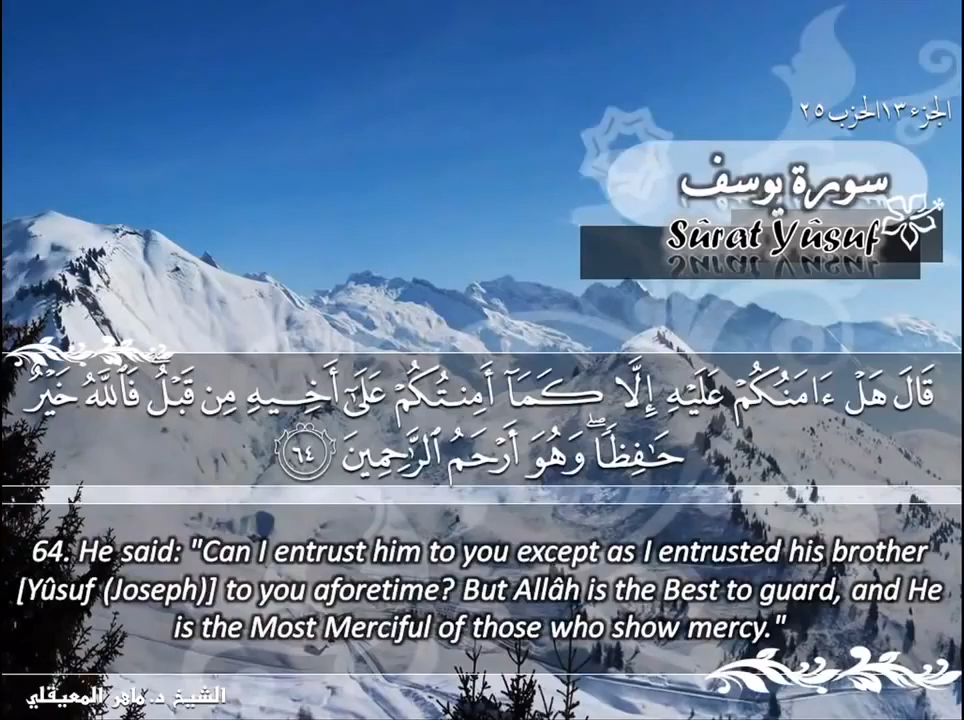 الجزء ١٣ الحزب ٢٥
سورة يوسف
Sûrat Yûsuf
قَالَ هَلْ ءَامَنُكُمْ عَلَيْهِ إِلَّا كَمَآ أَمِنتُكُمْ عَلَىٰٓ أَخِيهِ مِن قَبْلُ ۖ فَٱللَّهُ خَيْرٌ
حَـٰفِظًا ۖ وَهُوَ أَرْحَمُ ٱلرَّٰحِمِينَ ٦٤
64. He said: "Can I entrust him to you except as I entrusted his brother
[Yûsuf (Joseph)] to you aforetime? But Allâh is the Best to guard, and He
is the Most Merciful of those who show mercy."
الشيخ د. ماهر المعيقلي